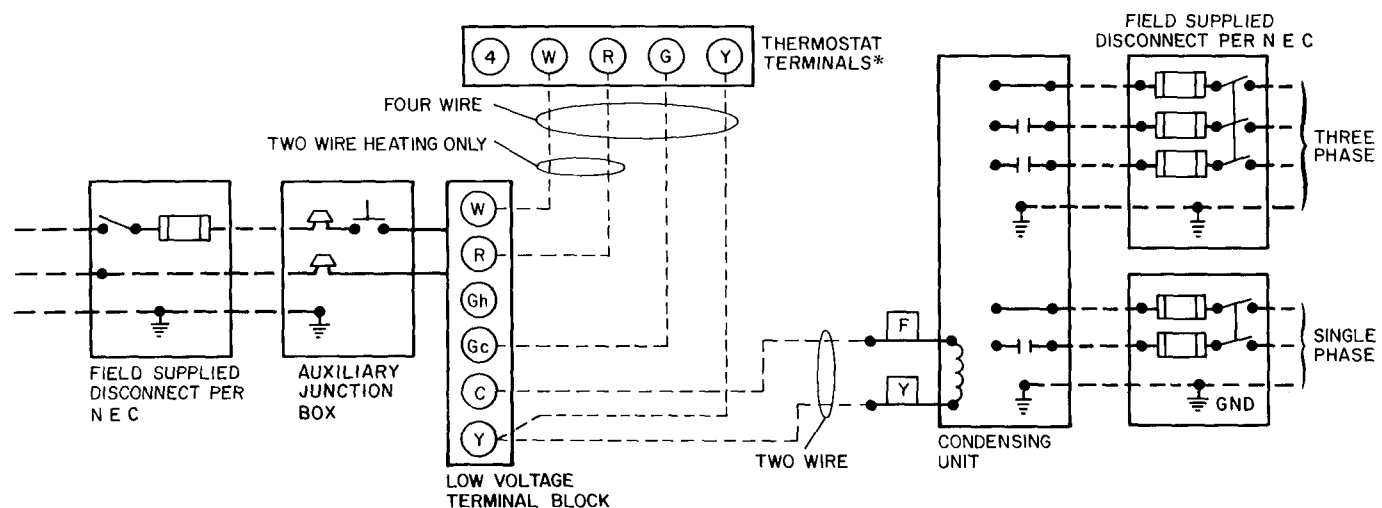 FIELD SUPPLIED
DISCONNECT PER N E C
4 W R G Y
THERMOSTAT
TERMINALS*
FOUR WIRE
TWO WIRE HEATING ONLY
THREE
PHASE
W
R
Gh
Gc
C
Y
F
Y
SINGLE
PHASE
GND
FIELD SUPPLIED
DISCONNECT PER
N E C
AUXILIARY
JUNCTION
BOX
TWO WIRE
CONDENSING
UNIT
LOW VOLTAGE
TERMINAL BLOCK